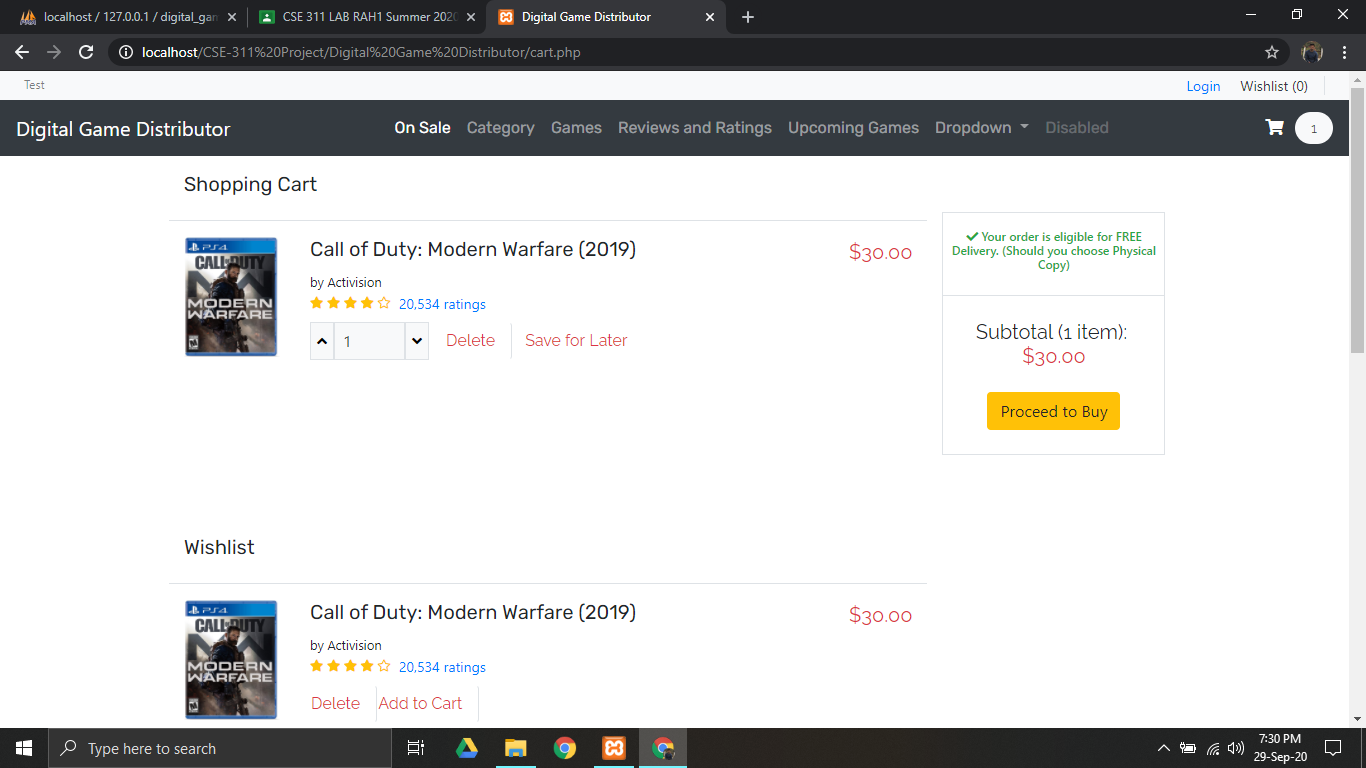 localhost / 127.0.0.1 / digital_gam
CSE 311 LAB RAH1 Summer 2020
Digital Game Distributor
localhost/CSE-311%20Project/Digital%20Game%20Distributor/cart.php
Test
Login
Wishlist (0)
Digital Game Distributor
On Sale
Category
Games
Reviews and Ratings
Upcoming Games
Dropdown
Disabled
1
Shopping Cart
PS4
CALL OF DUTY
MODERN
WARFARE
Call of Duty: Modern Warfare (2019)
$30.00
by Activision
20,534 ratings
1
Delete
Save for Later
Your order is eligible for FREE
Delivery. (Should you choose Physical
Copy)
Subtotal (1 item):
$30.00
Proceed to Buy
Wishlist
PS4
CALL OF DUTY
MODERN
WARFARE
Call of Duty: Modern Warfare (2019)
$30.00
by Activision
20,534 ratings
Delete
Add to Cart
Type here to search
7:30 PM
29-Sep-20